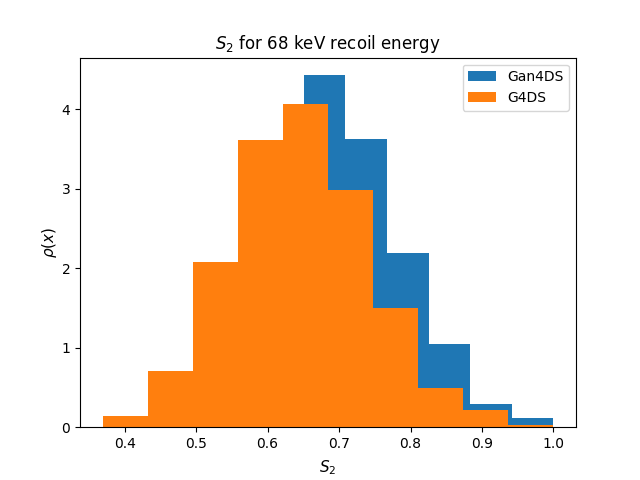 S₂ for 68 keV recoil energy
Gan4DS
G4DS
ρ(x)
4
3
2
1
0
0.4 0.5 0.6 0.7 0.8 0.9 1.0
S₂